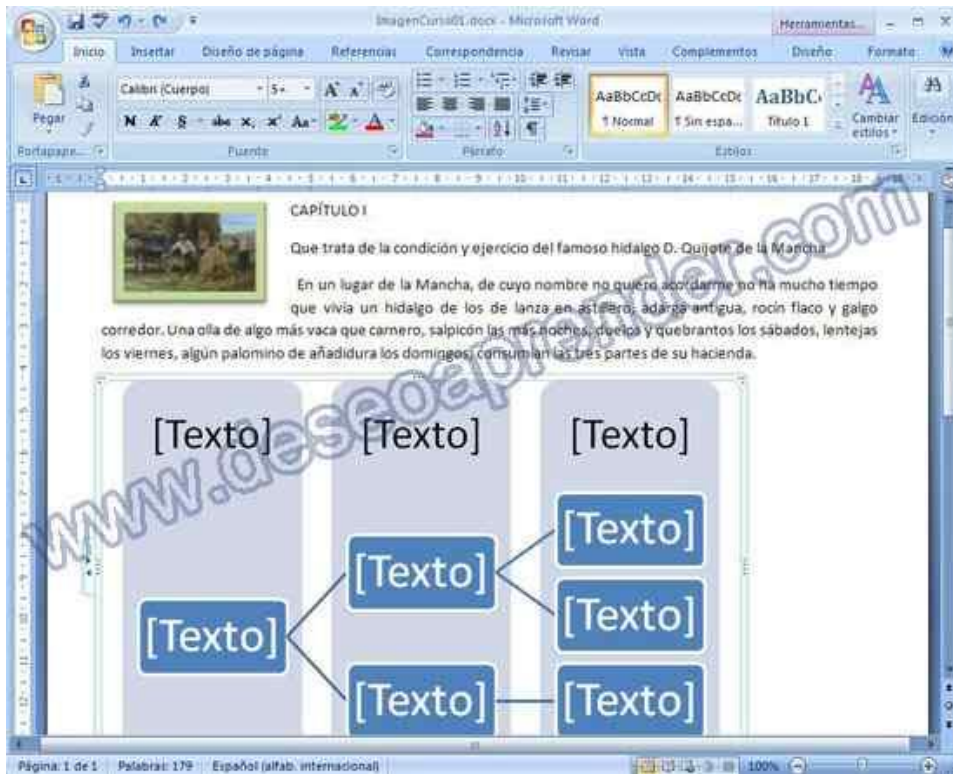 ImagenCurso01.docx - Microsoft Word
Herramientas...
Inicio Insertar Diseño de página Referencias Correspondencia Revisar Vista Complementos Diseño Formato
Pegar
Calibri (Cuerpo)
N K S abc x, x' Aa
AaBbCcDc AaBbCcDc AaBbC
¶ Normal ¶ Sin espa... Título 1
Cambiar estilos
Edición
Portapape... Fuente Párrafo Estilos
CAPÍTULO I
Que trata de la condición y ejercicio del famoso hidalgo D. Quijote de la Mancha
En un lugar de la Mancha, de cuyo nombre no quiero acordarme no ha mucho tiempo
que vivía un hidalgo de los de lanza en astillero, adarga antigua, rocín flaco y galgo
corredor. Una olla de algo más vaca que carnero, salpicón las más noches, duelos y quebrantos los sábados, lentejas
los viernes, algún palomino de añadidura los domingos, consumían las tres partes de su hacienda.
[Texto] [Texto] [Texto]
[Texto]
[Texto]
[Texto]
[Texto]
[Texto] [Texto]
www.deseoaprender.com
Página: 1 de 1 Palabras: 179 Español (alfab. internacional) 100%